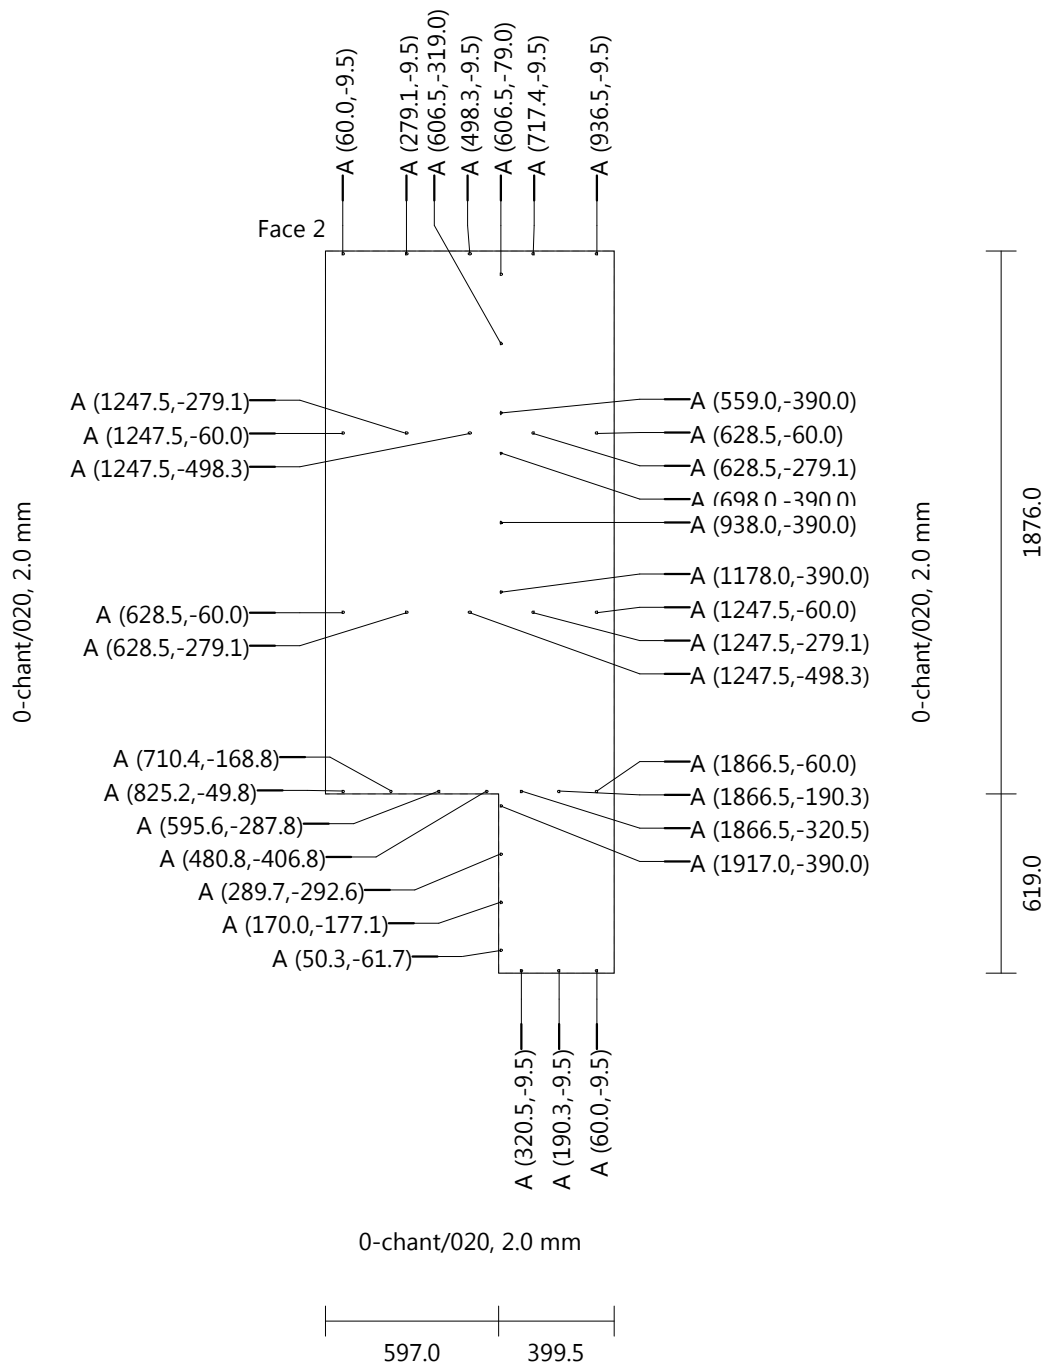 A (60.0,-9.5)
A (279.1,-9.5)
A (606.5,-319.0)
A (498.3,-9.5)
A (606.5,-79.0)
A (717.4,-9.5)
A (936.5,-9.5)
Face 2
A (1247.5,-279.1)
A (1247.5,-60.0)
A (1247.5,-498.3)
A (559.0,-390.0)
A (628.5,-60.0)
A (628.5,-279.1)
A (698.0,-390.0)
A (938.0,-390.0)
0-chant/020, 2.0 mm
0-chant/020, 2.0 mm
1876.0
A (628.5,-60.0)
A (628.5,-279.1)
A (1178.0,-390.0)
A (1247.5,-60.0)
A (1247.5,-279.1)
A (1247.5,-498.3)
A (710.4,-168.8)
A (825.2,-49.8)
A (595.6,-287.8)
A (480.8,-406.8)
A (289.7,-292.6)
A (170.0,-177.1)
A (50.3,-61.7)
A (1866.5,-60.0)
A (1866.5,-190.3)
A (1866.5,-320.5)
A (1917.0,-390.0)
619.0
A (320.5,-9.5)
A (190.3,-9.5)
A (60.0,-9.5)
0-chant/020, 2.0 mm
597.0
399.5